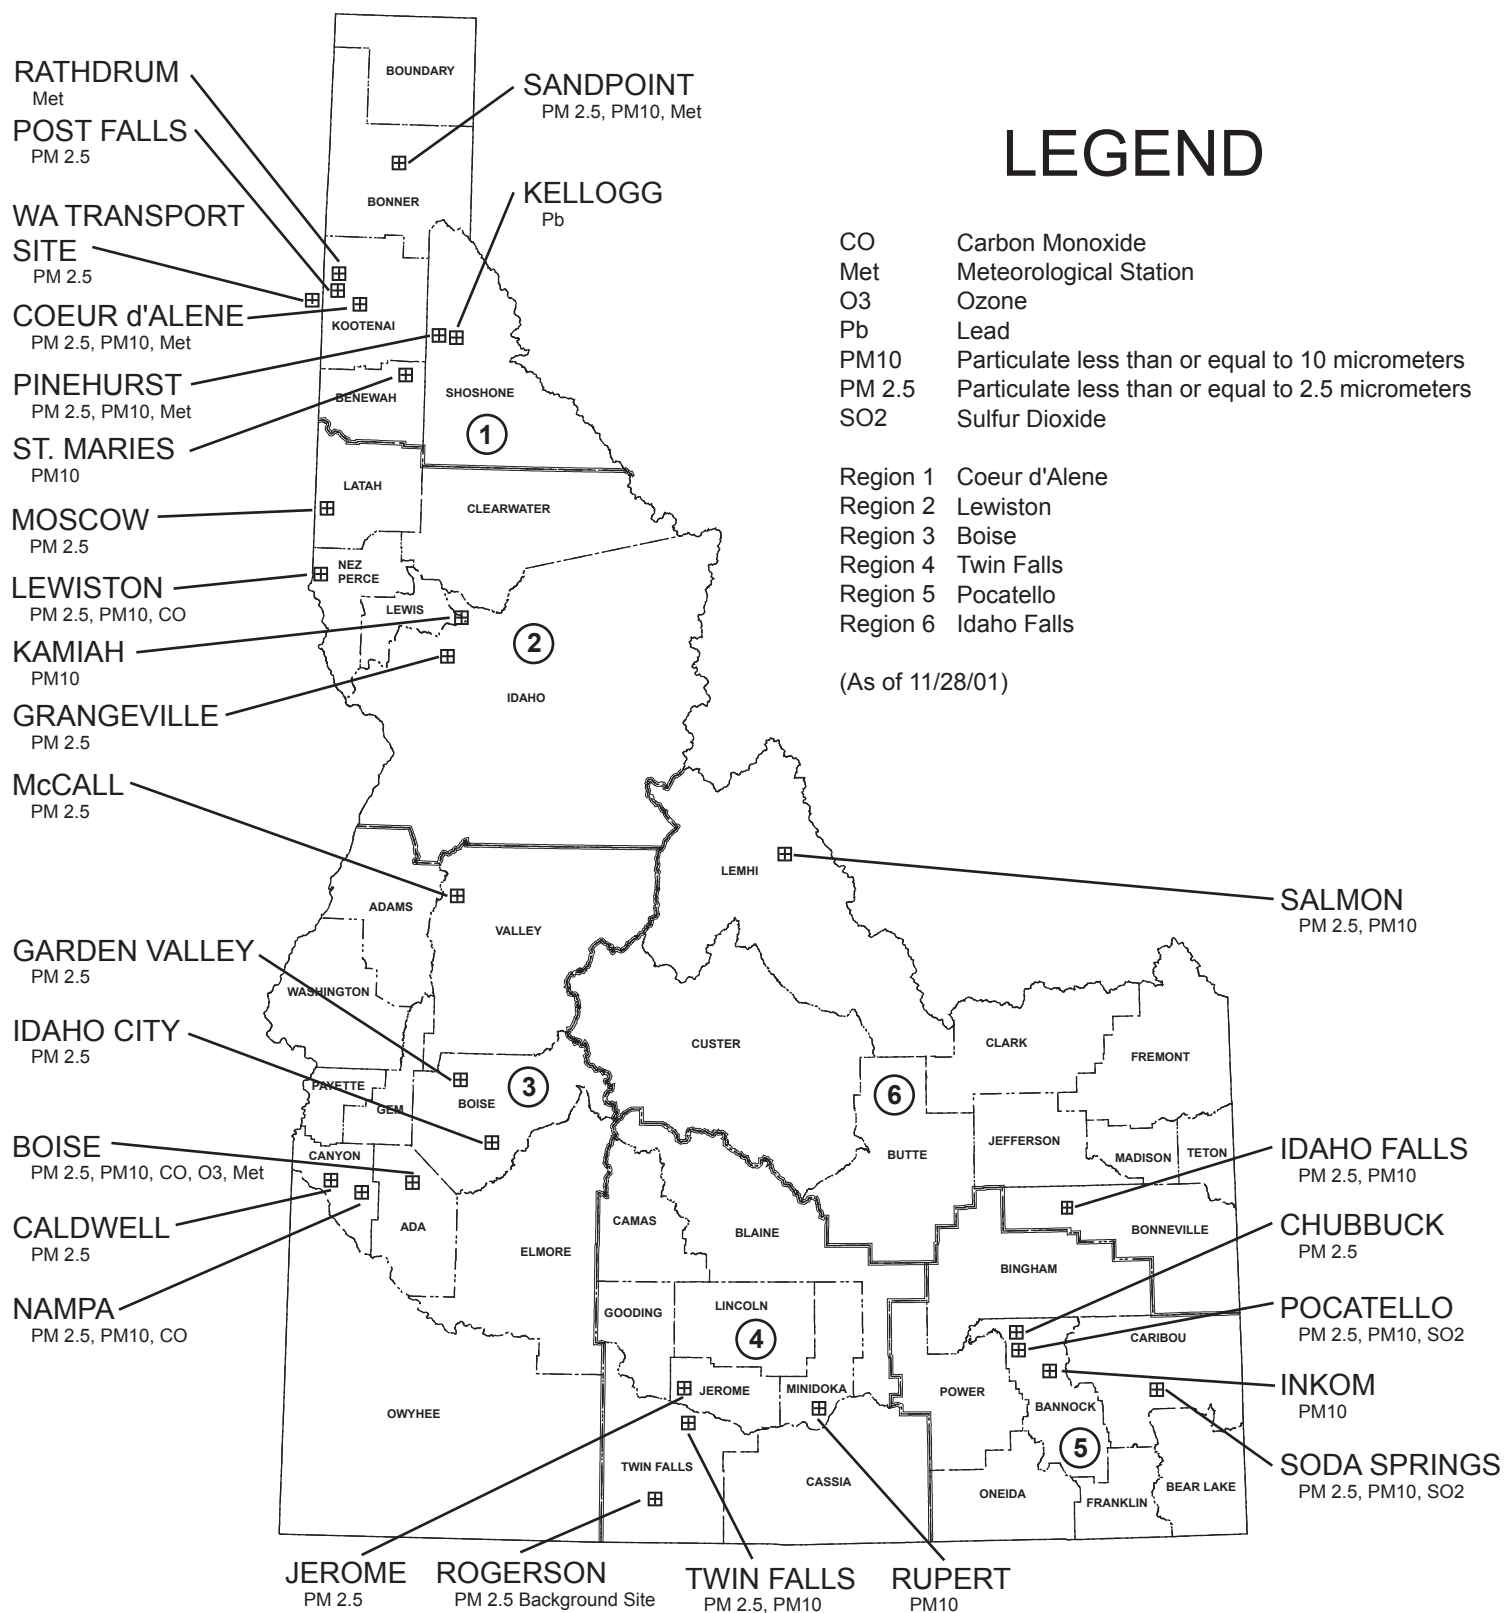 RATHDRUM
Met
POST FALLS
PM 2.5
WA TRANSPORT
SITE
PM 2.5
COEUR d'ALENE
PM 2.5, PM10, Met
PINEHURST
PM 2.5, PM10, Met
ST. MARIES
PM10
MOSCOW
PM 2.5
LEWISTON
PM 2.5, PM10, CO
KAMIAH
PM10
GRANGEVILLE
PM 2.5
McCALL
PM 2.5
GARDEN VALLEY
PM 2.5
IDAHO CITY
PM 2.5
BOISE
PM 2.5, PM10, CO, O3, Met
CALDWELL
PM 2.5
NAMPA
PM 2.5, PM10, CO
SANDPOINT
PM 2.5, PM10, Met
KELLOGG
Pb
BOUNDARY
BONNER
KOOTENAI
BENEWAH
SHOSHONE
1
LATAH
CLEARWATER
NEZ
PERCE
LEWIS
2
IDAHO
ADAMS
VALLEY
WASHINGTON
PAYETTE
GEM
BOISE
3
CANYON
ADA
ELMORE
OWYHEE
LEMHI
CUSTER
6
BUTTE
CLARK
FREMONT
JEFFERSON
MADISON
TETON
BONNEVILLE
CAMAS
BLAINE
GOODING
LINCOLN
4
JEROME
MINIDOKA
TWIN FALLS
CASSIA
BINGHAM
POWER
BANNOCK
CARIBOU
5
ONEIDA
FRANKLIN
BEAR LAKE
LEGEND
CO Carbon Monoxide
Met Meteorological Station
O3 Ozone
Pb Lead
PM10 Particulate less than or equal to 10 micrometers
PM 2.5 Particulate less than or equal to 2.5 micrometers
SO2 Sulfur Dioxide
Region 1 Coeur d'Alene
Region 2 Lewiston
Region 3 Boise
Region 4 Twin Falls
Region 5 Pocatello
Region 6 Idaho Falls
(As of 11/28/01)
SALMON
PM 2.5, PM10
IDAHO FALLS
PM 2.5, PM10
CHUBBUCK
PM 2.5
POCATELLO
PM 2.5, PM10, SO2
INKOM
PM10
SODA SPRINGS
PM 2.5, PM10, SO2
JEROME
PM 2.5
ROGERSON
PM 2.5 Background Site
TWIN FALLS
PM 2.5, PM10
RUPERT
PM10